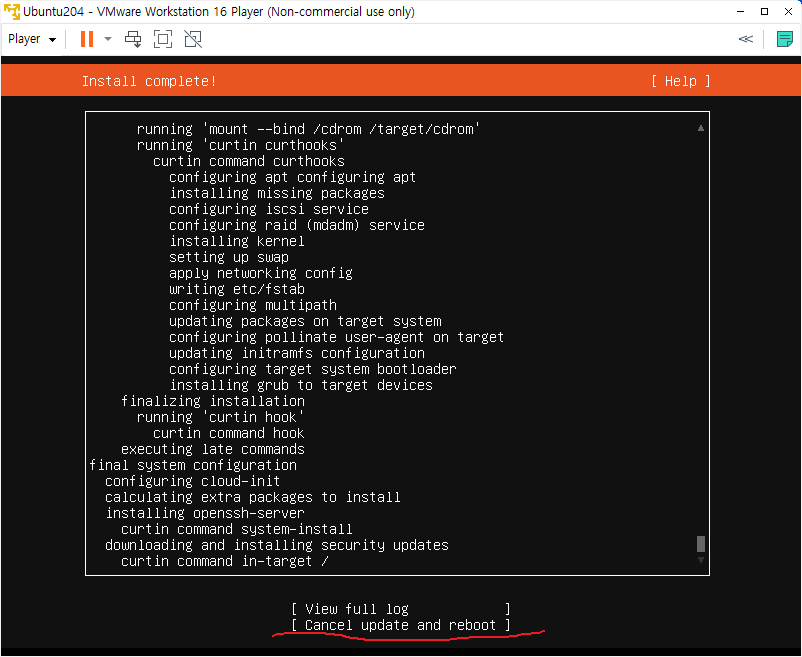 Ubuntu204 - VMware Workstation 16 Player (Non-commercial use only)
Player
Install complete! [ Help ]
running 'mount --bind /cdrom /target/cdrom'
running 'curtin curthooks'
curtin command curthooks
configuring apt configuring apt
installing missing packages
configuring iscsi service
configuring raid (mdadm) service
installing kernel
setting up swap
apply networking config
writing etc/fstab
configuring multipath
updating packages on target system
configuring pollinate user-agent on target
updating initramfs configuration
configuring target system bootloader
installing grub to target devices
finalizing installation
running 'curtin hook'
curtin command hook
executing late commands
final system configuration
configuring cloud-init
calculating extra packages to install
installing openssh-server
curtin command system-install
downloading and installing security updates
curtin command in-target /
[ View full log ]
[ Cancel update and reboot ]